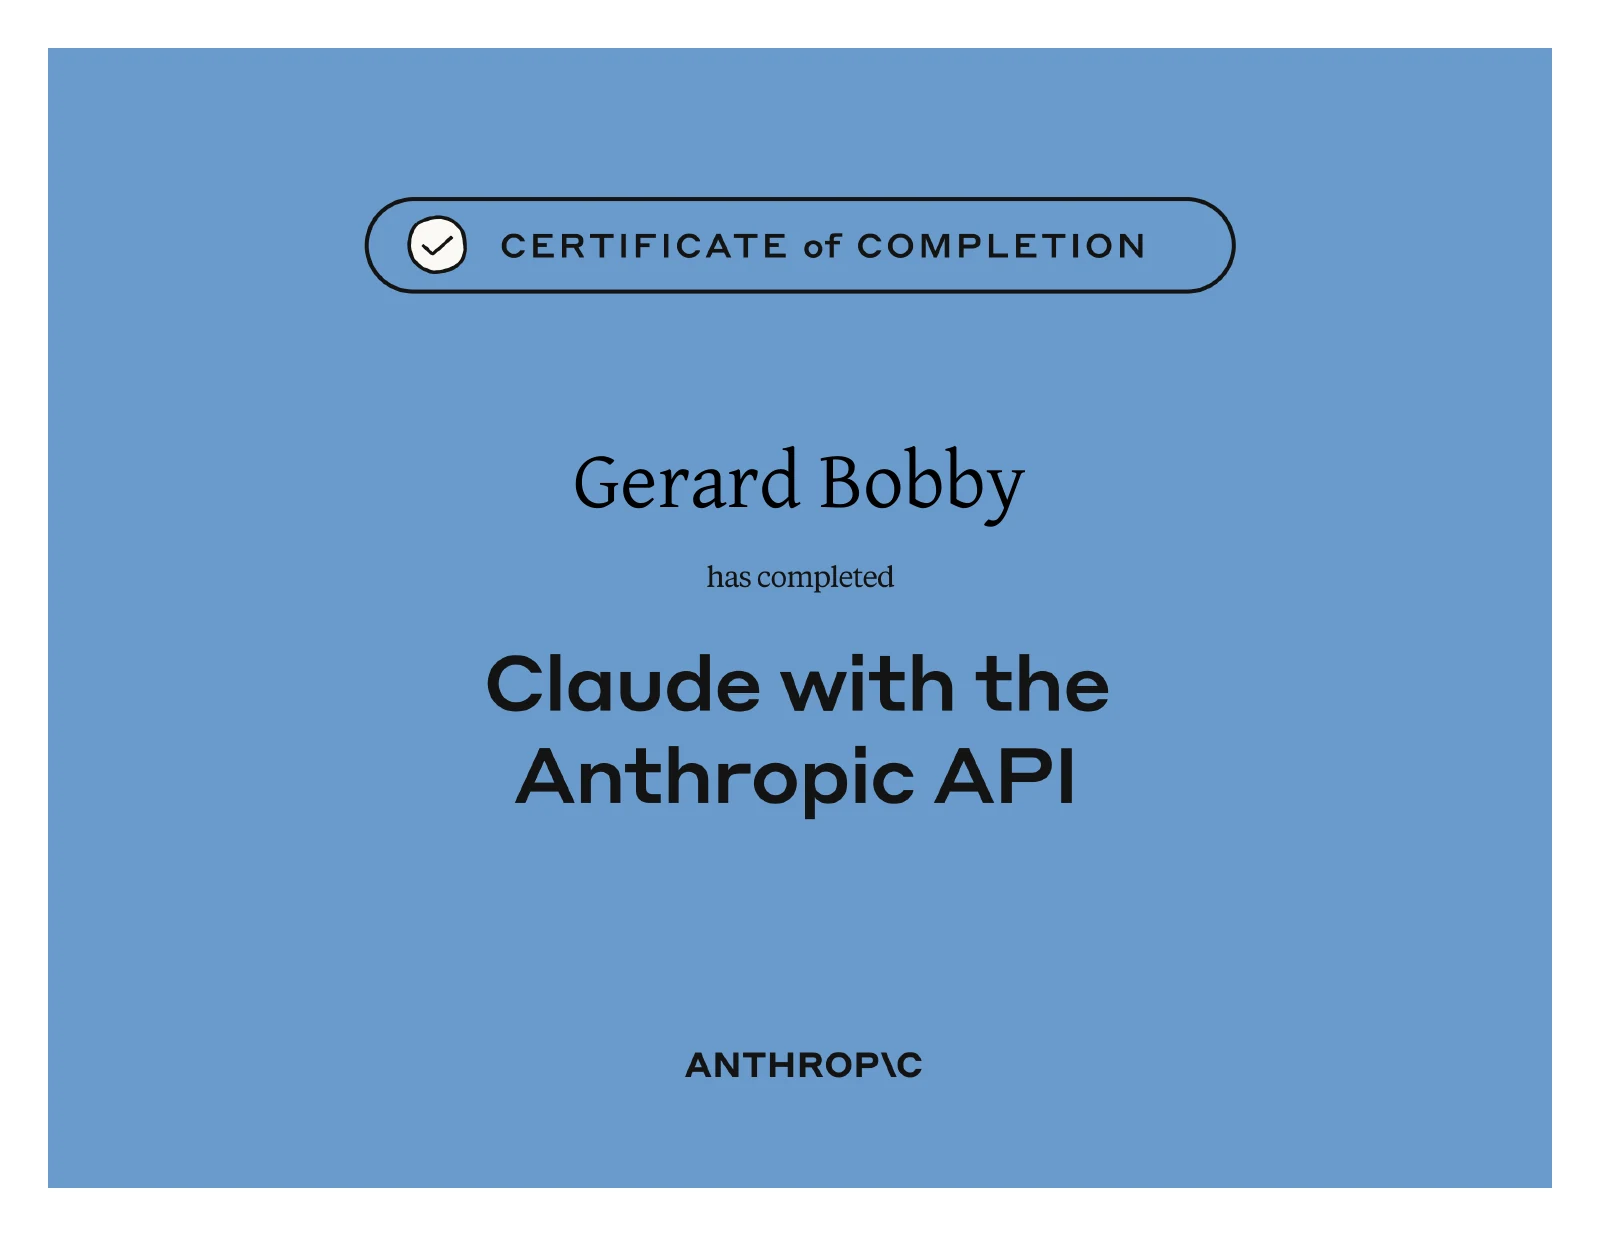 CERTIFICATE of COMPLETION
Gerard Bobby
has completed
Claude with the
Anthropic API
ANTHROP\C